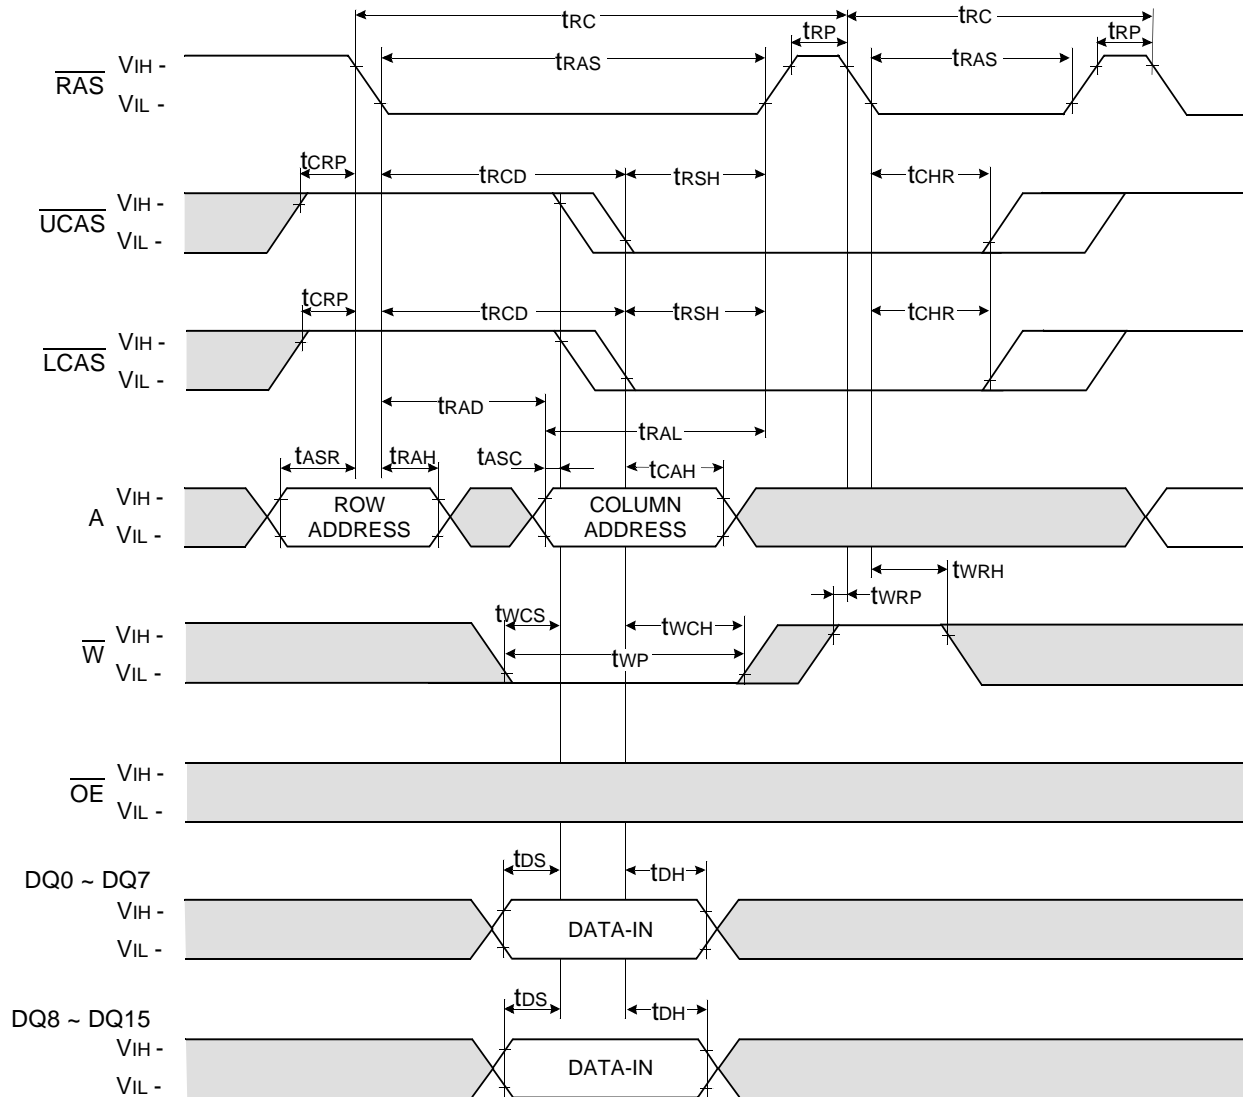 tRC tRC
tRP tRP
RAS VIH - tRAS tRAS
VIL -
tCRP tRCD tRSH tCHR
UCAS VIH -
VIL -
tCRP tRCD tRSH tCHR
LCAS VIH -
VIL -
tRAD
tRAL
tASR tRAH tASC tCAH
A VIH - ROW ADDRESS COLUMN ADDRESS
VIL -
tWRH
tWRP
tWCS tWCH
W VIH -
tWP
VIL -
OE VIH -
VIL -
tDS tDH
DQ0 ~ DQ7
VIH -
DATA-IN
VIL -
tDS tDH
DQ8 ~ DQ15
VIH -
DATA-IN
VIL -